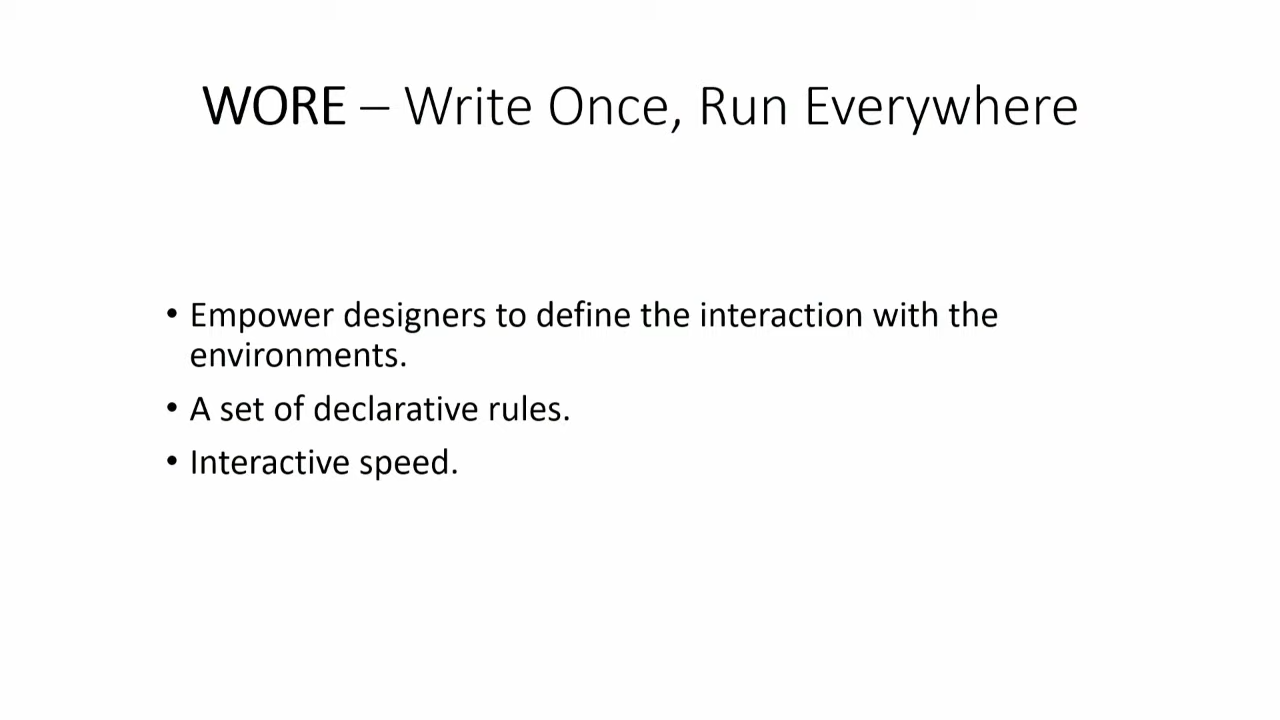 WORE – Write Once, Run Everywhere
• Empower designers to define the interaction with the
environments.
• A set of declarative rules.
• Interactive speed.